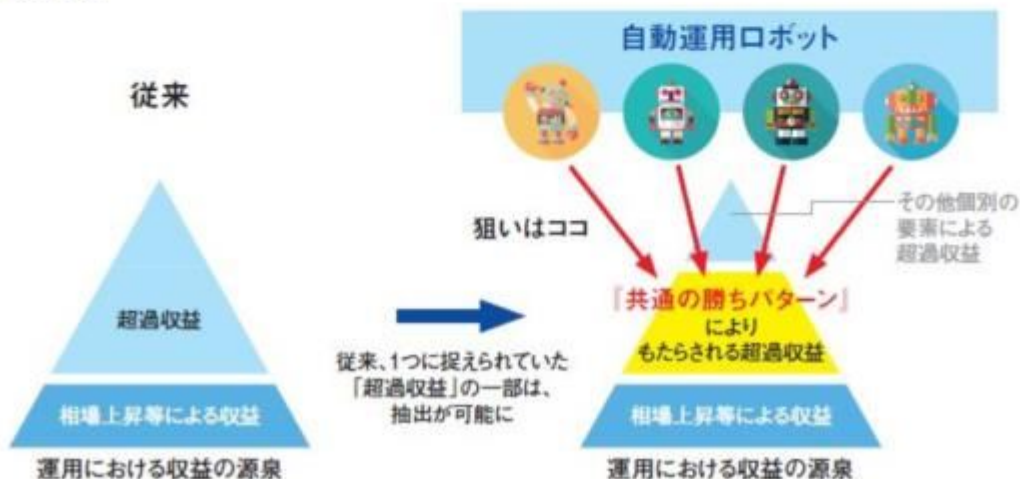 自動運用ロボット
従来
狙いはココ
その他個別の
要素による
超過収益
超過収益
従来、1つに捉えられていた
「超過収益」の一部は、
抽出が可能に
『共通の勝ちパターン』
により
もたらされる超過収益
相場上昇等による収益
相場上昇等による収益
運用における収益の源泉
運用における収益の源泉